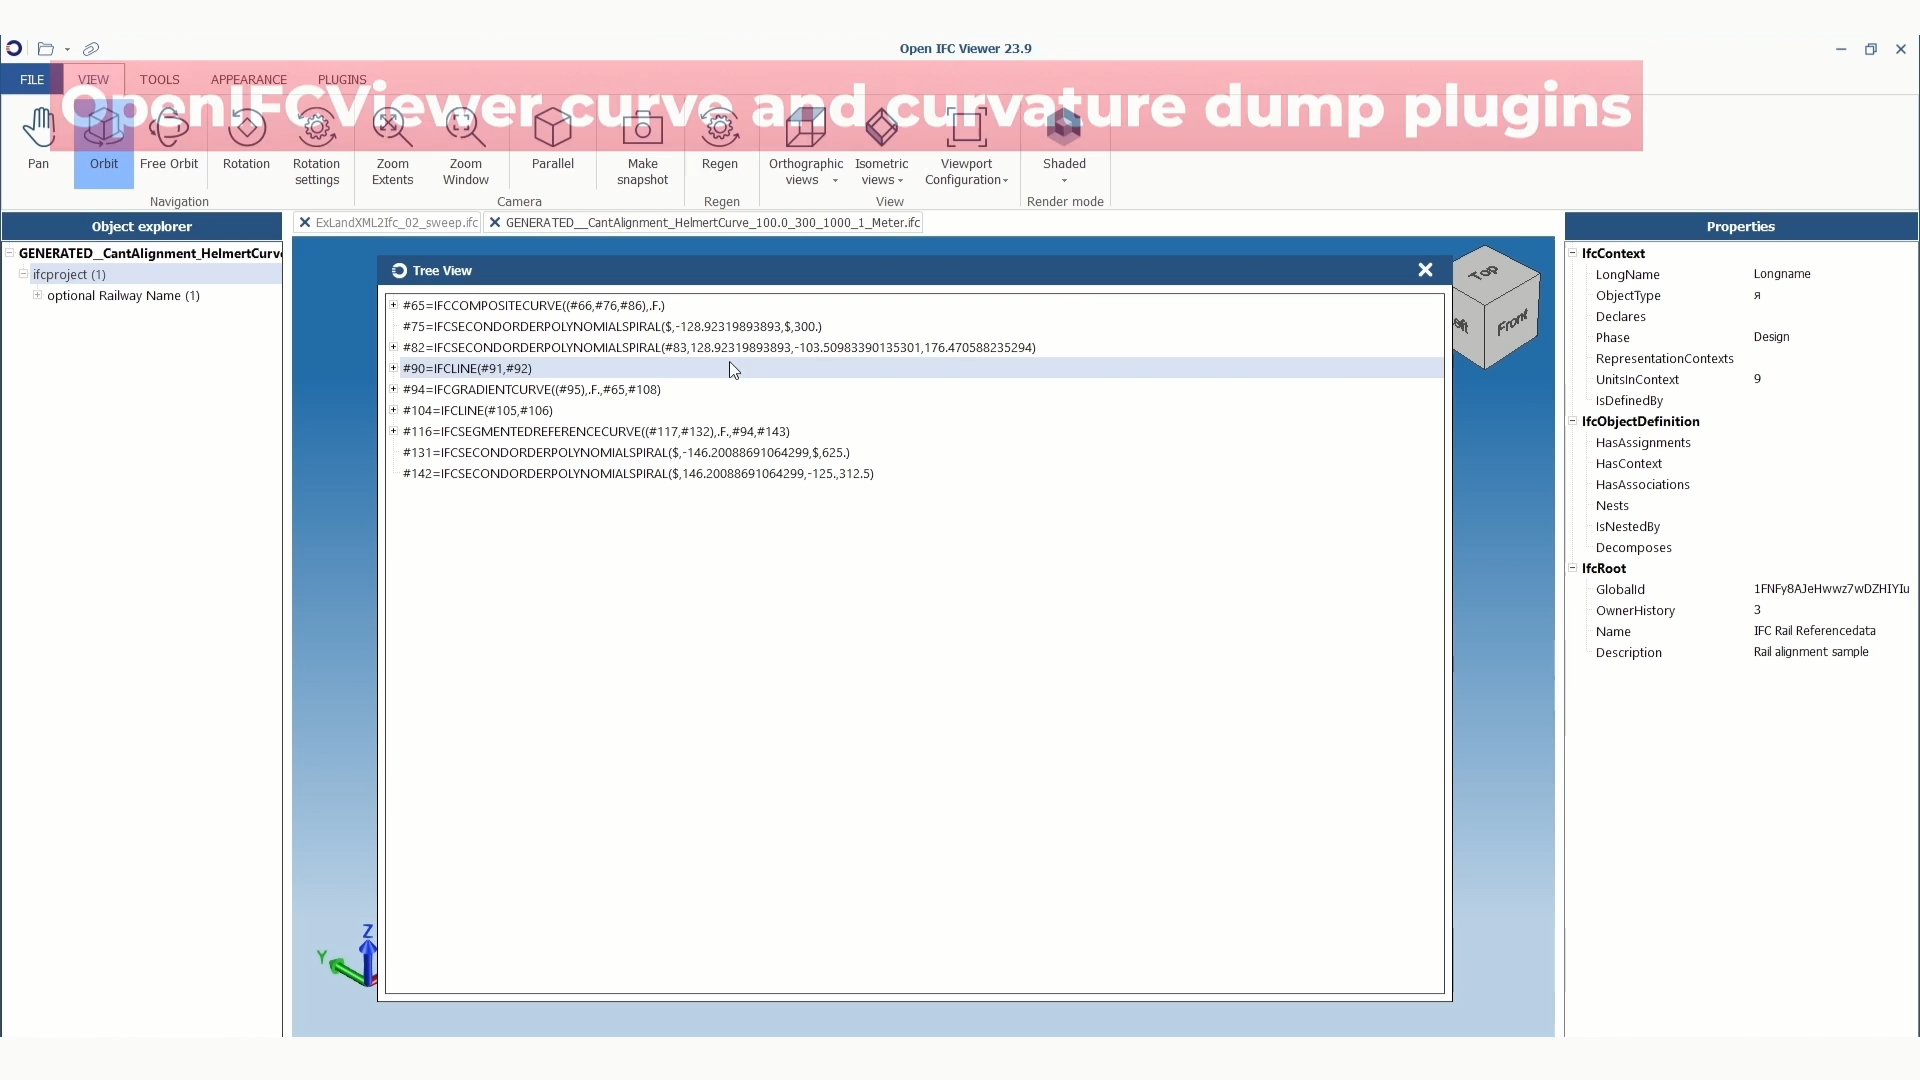 Open IFC Viewer 23.9
FILE VIEW TOOLS APPEARANCE PLUGINS
OpenIFCViewer curve and curvature dump plugins
Pan Orbit Free Orbit Rotation Rotation settings Zoom Extents Zoom Window Parallel Make snapshot Regen Orthographic views Isometric views Viewport Configuration Shaded
Navigation Camera Regen View Render mode
Object explorer
GENERATED__CantAlignment_HelmertCurve
ifcproject (1)
optional Railway Name (1)
ExLandXML2Ifc_02_sweep.ifc GENERATED__CantAlignment_HelmertCurve_100.0_300_1000_1_Meter.ifc
Tree View
#65=IFCCOMPOSITECURVE((#66,#76,#86),.F.)
#75=IFCSECONDORDERPOLYNOMIALSPIRAL($,-128.92319893893,$,300.)
#82=IFCSECONDORDERPOLYNOMIALSPIRAL(#83,128.92319893893,-103.50983390135301,176.470588235294)
#90=IFCLINE(#91,#92)
#94=IFCGRADIENTCURVE((#95),.F.,#65,#108)
#104=IFCLINE(#105,#106)
#116=IFCSEGMENTEDREFERENCECURVE((#117,#132),.F.,#94,#143)
#131=IFCSECONDORDERPOLYNOMIALSPIRAL($,-146.20088691064299,$,625.)
#142=IFCSECONDORDERPOLYNOMIALSPIRAL($,146.20088691064299,-125.,312.5)
Top
Front
Z
Y
Properties
IfcContext
LongName Longname
ObjectType я
Declares
Phase Design
RepresentationContexts
UnitsInContext 9
IsDefinedBy
IfcObjectDefinition
HasAssignments
HasContext
HasAssociations
Nests
IsNestedBy
Decomposes
IfcRoot
GlobalId 1FNFy8AJeHwwz7wDZHIYIu
OwnerHistory 3
Name IFC Rail Referencedata
Description Rail alignment sample